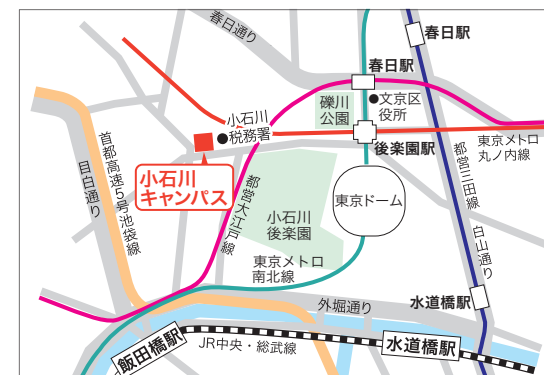 春日通り
春日駅
春日駅
礫川
公園
文京区
役所
小石川
税務署
後楽園駅
東京メトロ
丸ノ内線
首都高速5号池袋線
目白通り
小石川
キャンパス
都営大江戸線
小石川
後楽園
東京ドーム
都営三田線
白山通り
東京メトロ
南北線
外堀通り
水道橋駅
飯田橋駅
JR中央・総武線
水道橋駅